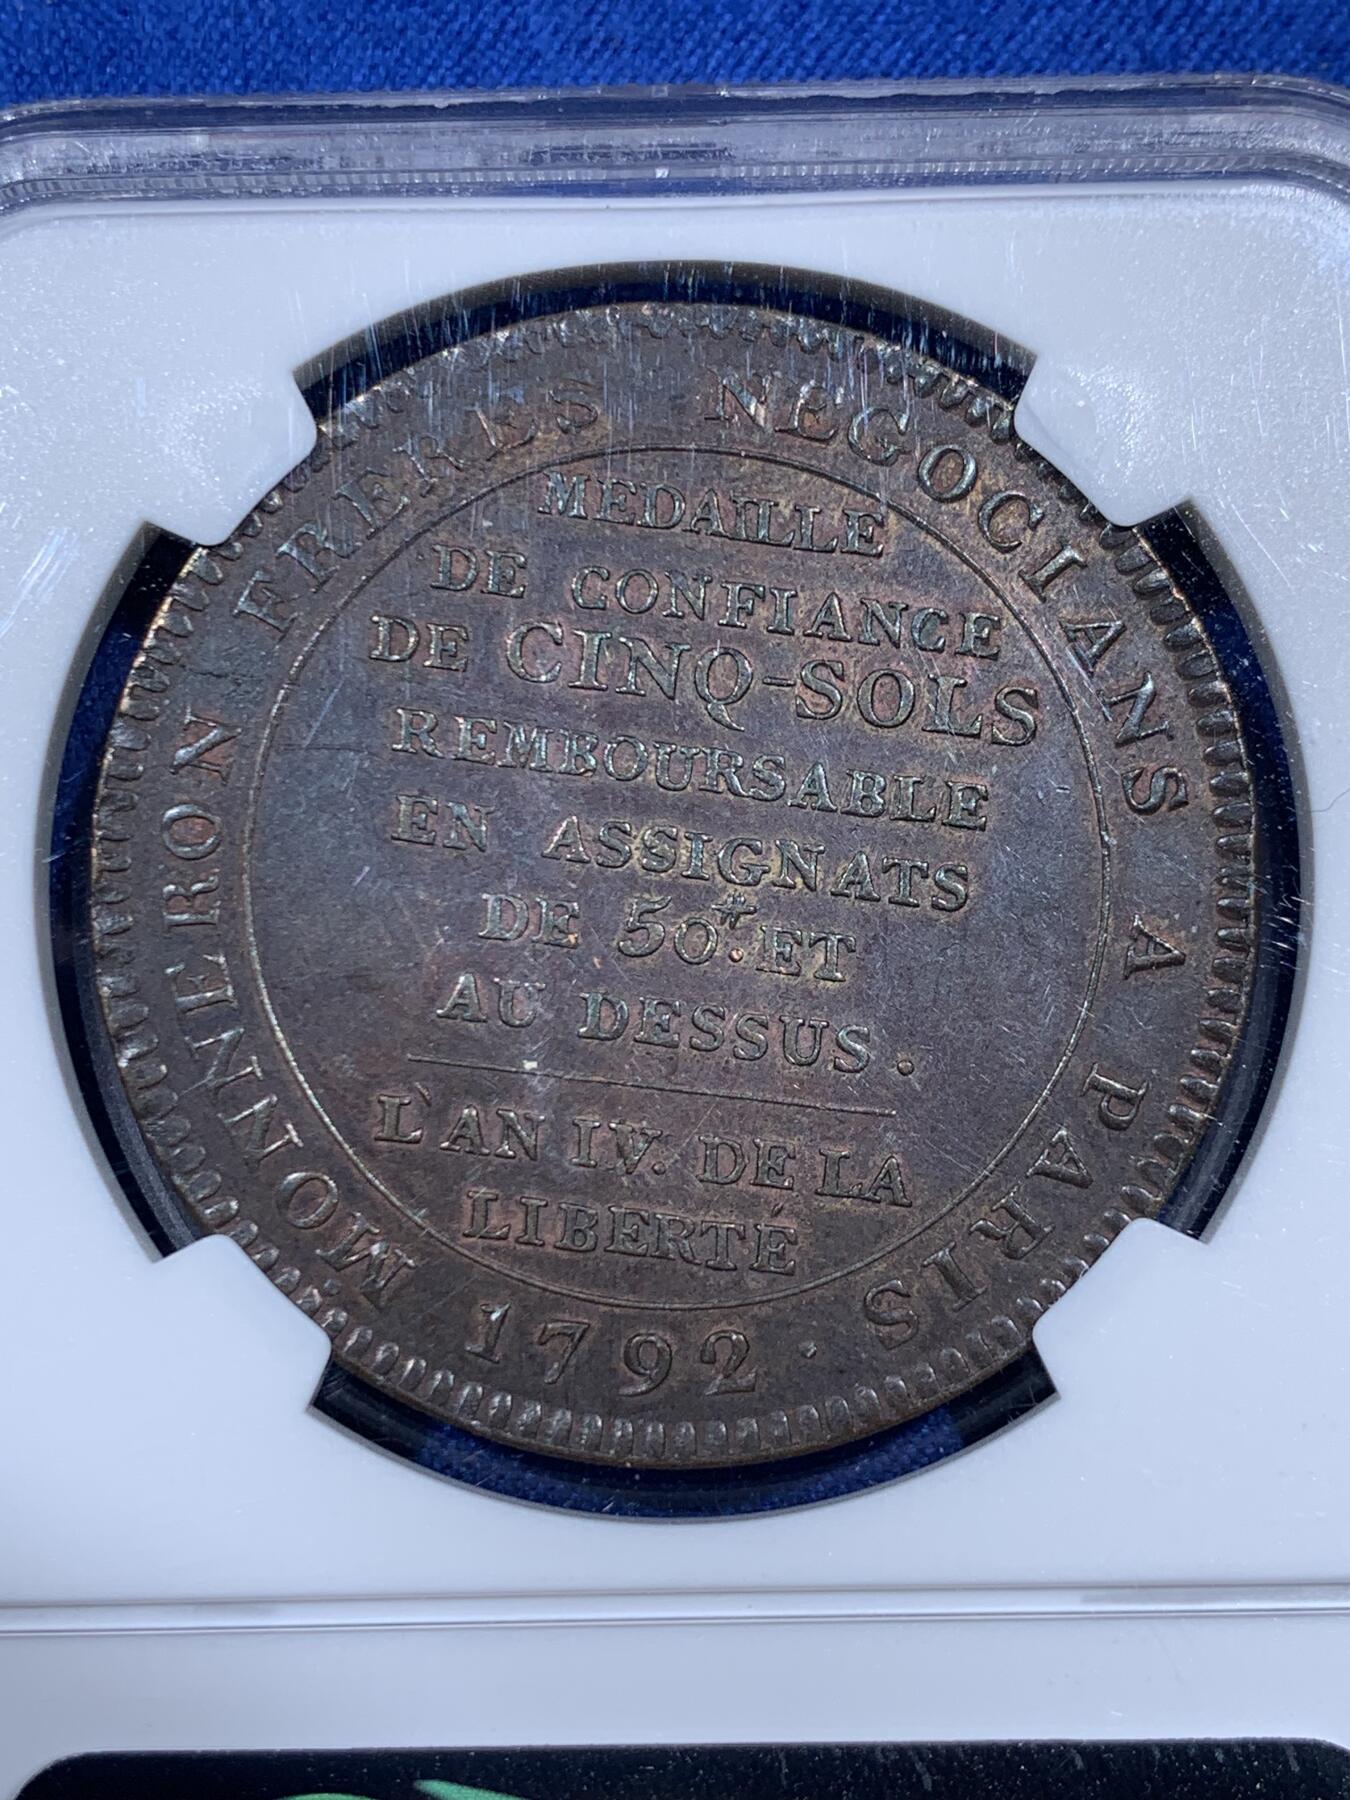 MONNERON FRERES NEGOCIANS A PARIS .
1792
MEDAILLE
DE CONFIANCE
DE CINQ-SOLS
REMBOURSABLE
EN ASSIGNATS
DE 50₶. ET
AU DESSUS.
L'AN IV. DE LA
LIBERTÉ